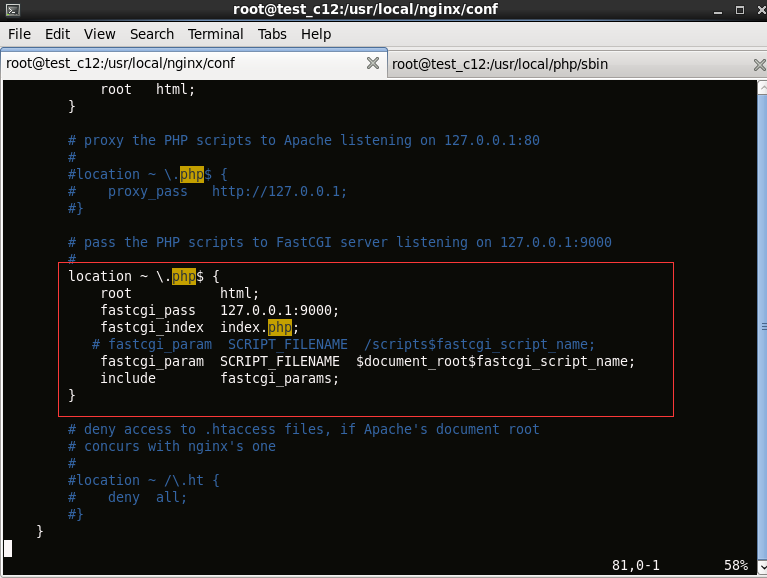 root@test_c12:/usr/local/nginx/conf
File Edit View Search Terminal Tabs Help
root@test_c12:/usr/local/nginx/conf root@test_c12:/usr/local/php/sbin
            root   html;
        }

        # proxy the PHP scripts to Apache listening on 127.0.0.1:80
        #
        #location ~ \.php$ {
        #    proxy_pass   http://127.0.0.1;
        #}

        # pass the PHP scripts to FastCGI server listening on 127.0.0.1:9000
        #
        location ~ \.php$ {
            root           html;
            fastcgi_pass   127.0.0.1:9000;
            fastcgi_index  index.php;
           # fastcgi_param  SCRIPT_FILENAME  /scripts$fastcgi_script_name;
            fastcgi_param  SCRIPT_FILENAME  $document_root$fastcgi_script_name;
            include        fastcgi_params;
        }

        # deny access to .htaccess files, if Apache's document root
        # concurs with nginx's one
        #
        #location ~ /\.ht {
        #    deny  all;
        #}
    }
81,0-1 58%